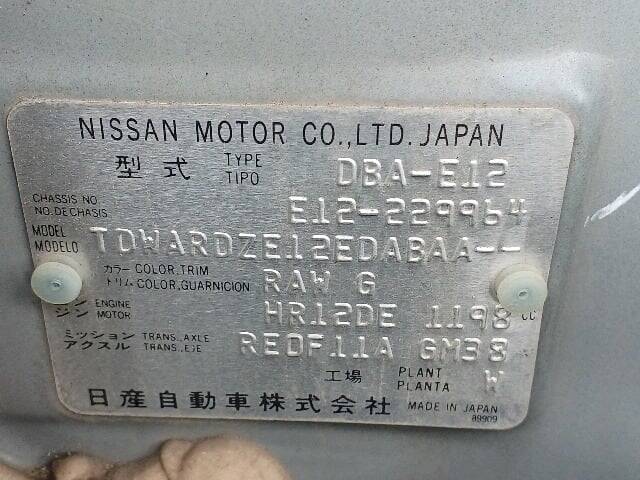 NISSAN MOTOR CO.,LTD. JAPAN
型式 TYPE TIPO DBA-E12
CHASSIS NO. NO. DE CHASIS E12-229964
MODEL MODELO TDWARDZE12EDABAA--
カラー トリム COLOR,TRIM COLOR,GUARNICION RAW G
ジン ENGINE MOTOR HR12DE 1198 CC
ミッション アクスル TRANS.,AXLE TRANS.,EJE RE0F11A GM38
工場 PLANT PLANTA W
日産自動車株式会社 MADE IN JAPAN
89909